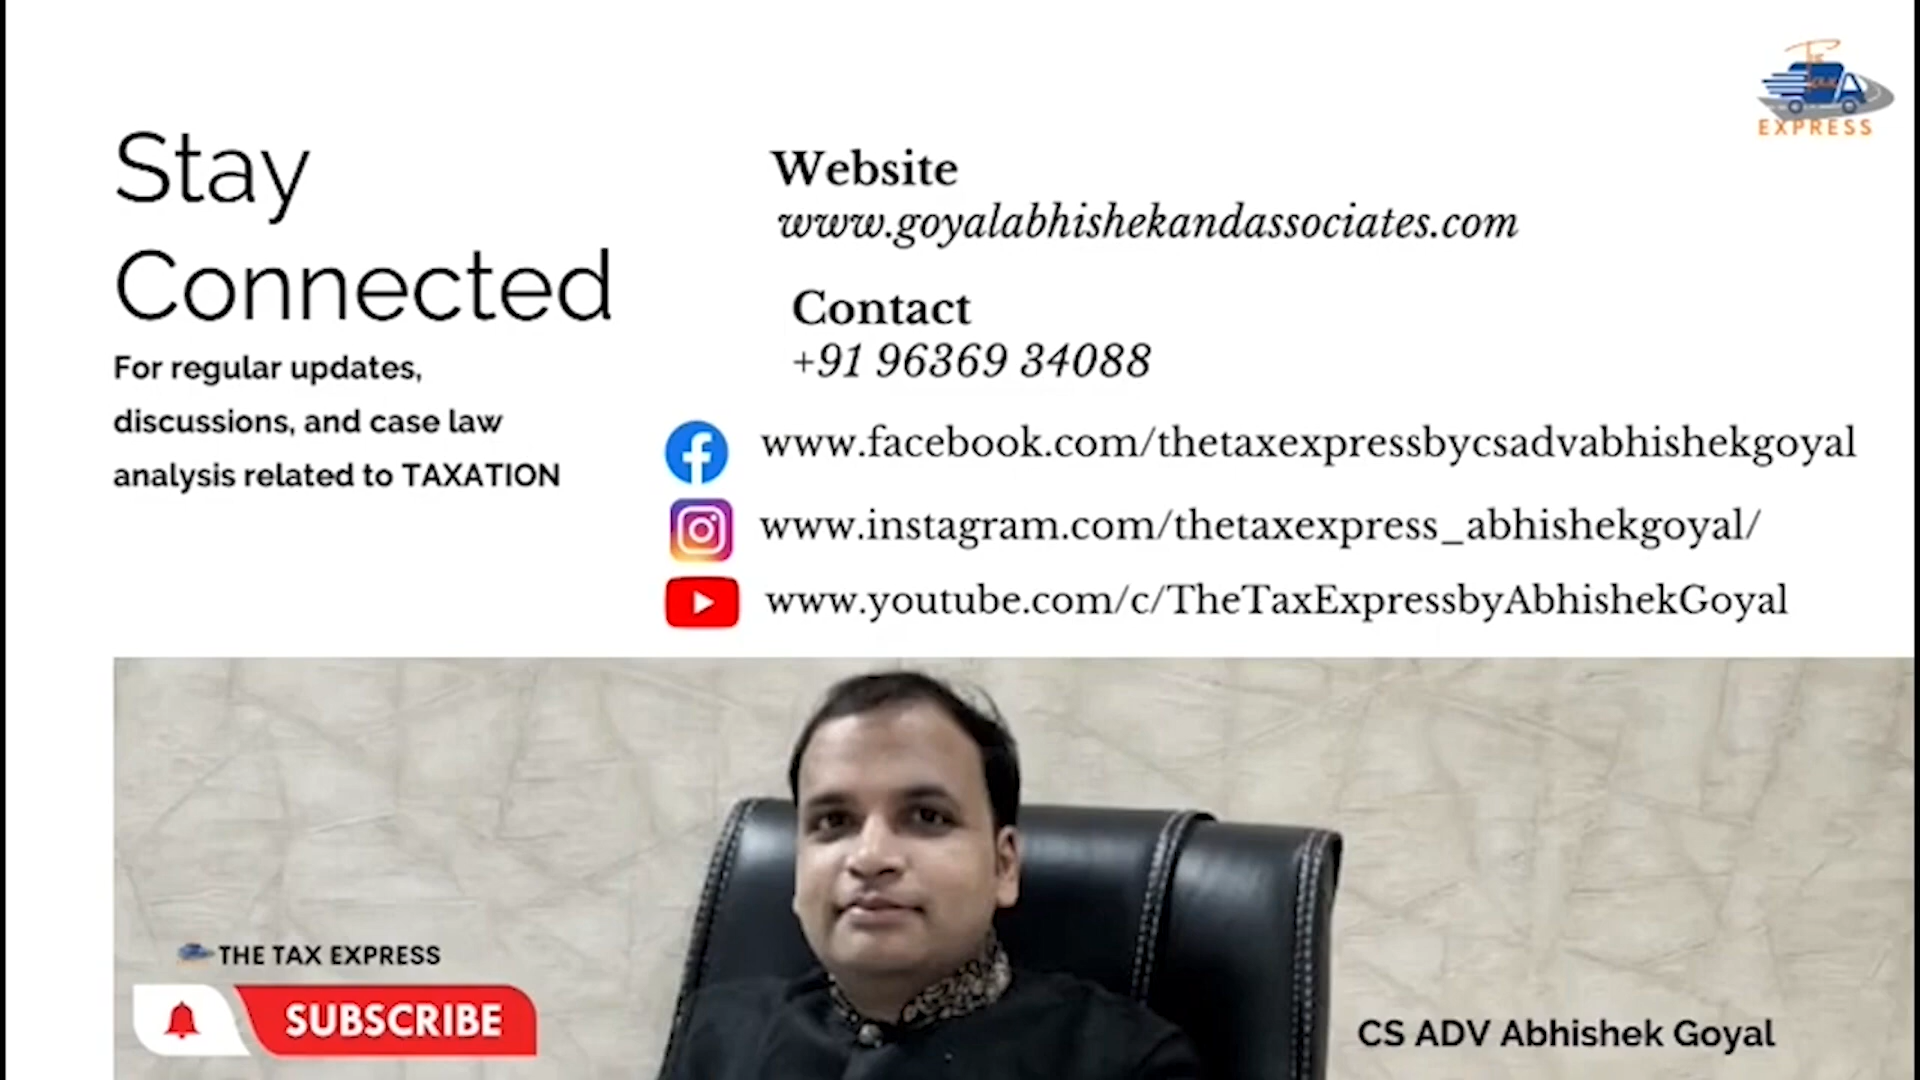 Stay
Connected
For regular updates,
discussions, and case law
analysis related to TAXATION
The
Tax
EXPRESS
Website
www.goyalabhishekandassociates.com
Contact
+91 96369 34088
www.facebook.com/thetaxexpressbycsadvabhishekgoyal
www.instagram.com/thetaxexpress_abhishekgoyal/
www.youtube.com/c/TheTaxExpressbyAbhishekGoyal
THE TAX EXPRESS
SUBSCRIBE
CS ADV Abhishek Goyal